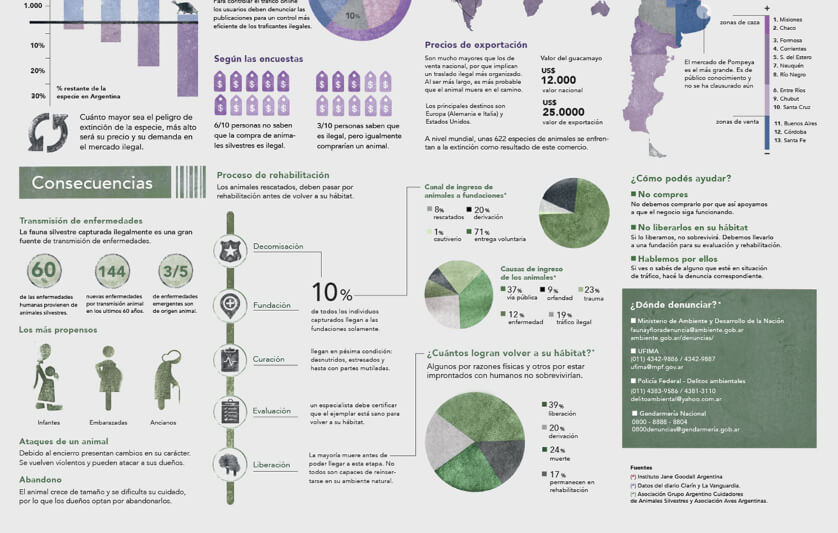 1.000
10%
20%
30%
% restante de la
especie en Argentina
Cuánto mayor sea el peligro de
extinción de la especie, más alto
será su precio y su demanda en
el mercado ilegal.
Para controlar el tráfico online
los usuarios deben denunciar las
publicaciones para un control más
eficiente de los traficantes ilegales.
10%
Según las encuestas
6/10 personas no saben
que la compra de anima-
les silvestres es ilegal.
3/10 personas saben que
es ilegal, pero igualmente
comprarían un animal.
Precios de exportación
Son mucho mayores que los de
venta nacional, por que implican
un traslado ilegal más organizado.
Al ser más largo, es más probable
que el animal muera en el camino.
Los principales destinos son
Europa (Alemania e Italia) y
Estados Unidos.
Valor del guacamayo
US$
12.000
valor nacional
US$
25.0000
valor de exportación
A nivel mundial, unas 622 especies de animales se enfren-
tan a la extinción como resultado de este comercio.
El mercado de Pompeya
es el más grande. Es de
público conocimiento y
no se ha clausurado aún
zonas de caza
zonas de venta
+
1. Misiones
2. Chaco
3. Formosa
4. Corrientes
5. S. del Estero
7. Neuquén
8. Río Negro
8. Entre Ríos
9. Chubut
10. Santa Cruz
11. Buenos Aires
12. Córdoba
13. Santa Fe
-
Consecuencias
Transmisión de enfermedades
La fauna silvestre capturada ilegalmente es una gran
fuente de transmisión de enfermedades.
60%
de las enfermedades
humanas provienen de
animales silvestres.
144
nuevas enfermedades
por transmisión animal
en los ultimos 60 años.
3/5
de enfermedades
emergentes son
de origen animal.
Los más propensos
Infantes
Embarazadas
Ancianos
Ataques de un animal
Debido al encierro presentan cambios en su carácter.
Se vuelven violentos y pueden atacar a sus dueños.
Abandono
El animal crece de tamaño y se dificulta su cuidado,
por lo que los dueños optan por abandonarlos.
Proceso de rehabilitación
Los animales rescatados, deben pasar por
rehabilitación antes de volver a su hábitat.
Decomisación
Fundación
10%
de todos los individuos
capturados llegan a las
fundaciones solamente.
Curación
llegan en pésima condición:
desnutridos, estresados y
hasta con partes mutiladas.
Evaluación
un especialista debe certificar
que el ejemplar está sano para
volver a su hábitat.
Liberación
La mayoría muere antes de
poder llegar a esta etapa. No
todos son capaces de reinser-
tarse en su ambiente natural.
Canal de ingreso de
animales a fundaciones*
8%
rescatados
20%
derivación
1%
cautiverio
71%
entrega voluntaria
Causas de ingreso
de los animales*
37%
vía pública
9%
orfandad
23%
trauma
12%
enfermedad
19%
tráfico ilegal
¿Cuántos logran volver a su hábitat?*
Algunos por razones físicas y otros por estar
improntados con humanos no sobrevivirían.
39%
liberación
20%
derivación
24%
muerte
17%
permanecen en
rehabilitación
¿Cómo podés ayudar?
No compres
No debemos comprarlo por que así apoyamos
a que el negocio siga funcionando.
No liberarlos en su hábitat
Si lo liberamos, no sobrevivirá. Debemos llevarlo
a una fundación para su evaluación y rehabilitación.
Hablemos por ellos
Si ves o sabés de alguno que esté en situación
de tráfico, hacé la denuncia correspondiente.
¿Dónde denunciar?*
Ministerio de Ambiente y Desarrollo de la Nación
faunayfloradenuncia@ambiente.gob.ar
ambiente.gob.ar/denuncias/
UFIMA
(011) 4342-9886 / 4342-9887
ufima@mpf.gov.ar
Policía Federal - Delitos ambientales
(011) 4383-9586 / 4381-3110
delitoambiental@yahoo.com.ar
Gendarmería Nacional
0800 - 8888 - 8804
0800denuncias@gendarmería.gob.ar
Fuentes
(*) Instituto Jane Goodall Argentina
(*) Datos del diario Clarín y La Vanguardia.
(*) Asociación Grupo Argentino Cuidadores
de Animales Silvestres y Asociación Aves Argentinas.